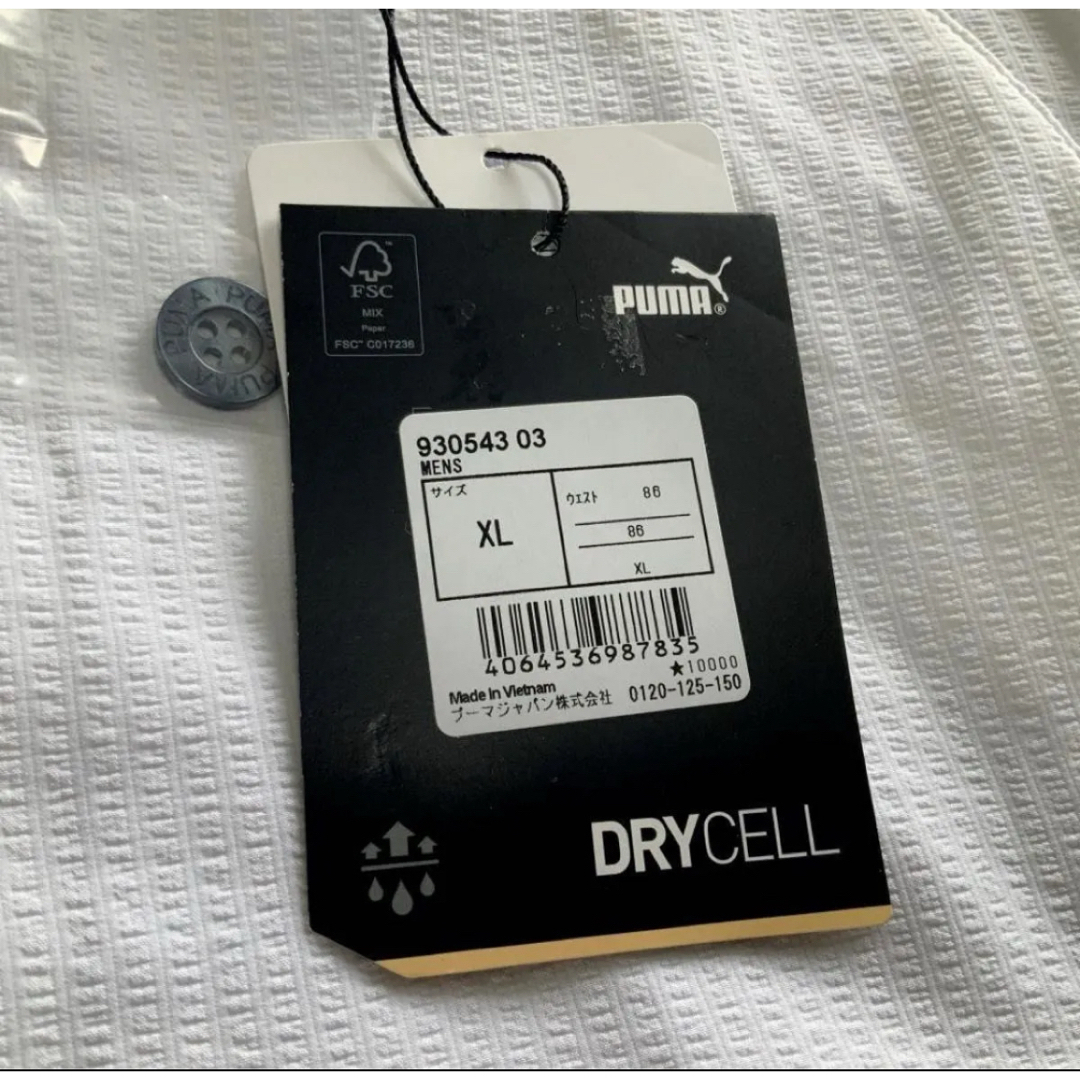 FSC™
MIX
Paper
FSC™ C017236
PUMA®
PUMA PUMA
930543 03
MENS
サイズ
XL
ウエスト 86
86
XL
4064536987835
★10000
Made in Vietnam
プーマジャパン株式会社 0120-125-150
DRYCELL